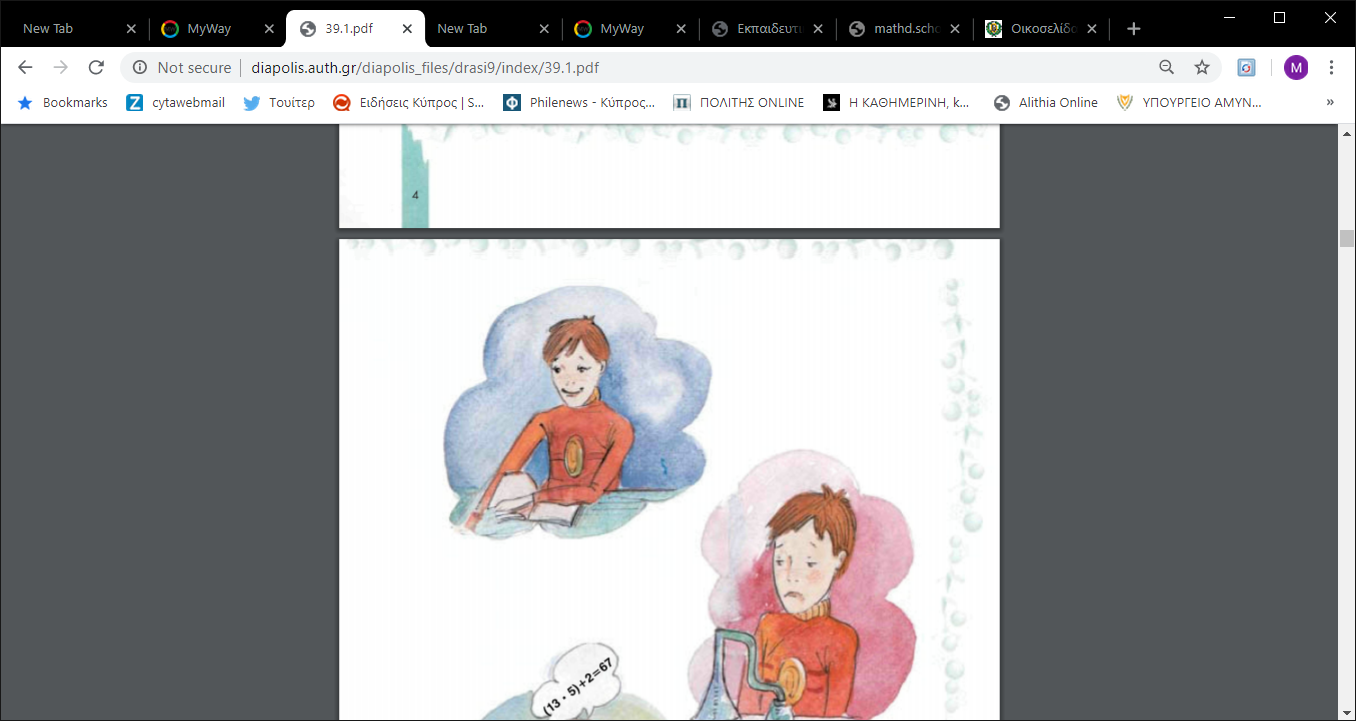 New Tab
MyWay
39.1.pdf
New Tab
MyWay
Εκπαιδευτι
mathd.scho
Οικοσελίδα
Not secure
diapolis.auth.gr/diapolis_files/drasi9/index/39.1.pdf
M
Bookmarks
cytawebmail
Τουίτερ
Ειδήσεις Κύπρος | S...
Philenews - Κύπρος...
ΠΟΛΙΤΗΣ ONLINE
Η ΚΑΘΗΜΕΡΙΝΗ, k...
Alithia Online
ΥΠΟΥΡΓΕΙΟ ΑΜΥΝ...
»
4
(13 • 5)+2=67